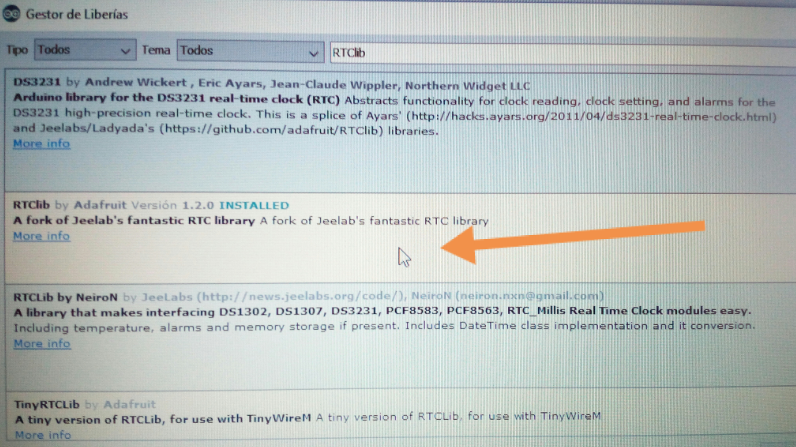 Gestor de Liberías
Tipo Todos Tema Todos RTClib
DS3231 by Andrew Wickert , Eric Ayars, Jean-Claude Wippler, Northern Widget LLC
Arduino library for the DS3231 real-time clock (RTC) Abstracts functionality for clock reading, clock setting, and alarms for the
DS3231 high-precision real-time clock. This is a splice of Ayars' (http://hacks.ayars.org/2011/04/ds3231-real-time-clock.html)
and Jeelabs/Ladyada's (https://github.com/adafruit/RTClib) libraries.
More info
RTClib by Adafruit Versión 1.2.0 INSTALLED
A fork of Jeelab's fantastic RTC library A fork of Jeelab's fantastic RTC library
More info
RTCLib by NeiroN by JeeLabs (http://news.jeelabs.org/code/), NeiroN (neiron.nxn@gmail.com)
A library that makes interfacing DS1302, DS1307, DS3231, PCF8583, PCF8563, RTC_Millis Real Time Clock modules easy.
Including temperature, alarms and memory storage if present. Includes DateTime class implementation and it conversion.
More info
TinyRTCLib by Adafruit
A tiny version of RTCLib, for use with TinyWireM A tiny version of RTCLib, for use with TinyWireM
More info